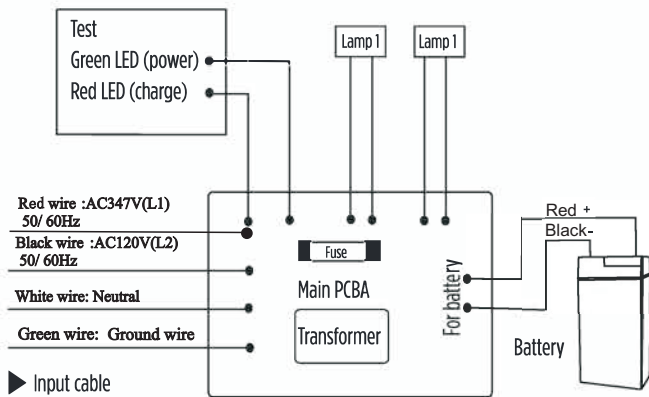 Test
Green LED (power)
Red LED (charge)
Lamp 1
Lamp 1
Red wire :AC347V(L1)
50/ 60Hz
Black wire :AC120V(L2)
50/ 60Hz
White wire: Neutral
Green wire: Ground wire
▶ Input cable
Fuse
Main PCBA
Transformer
For battery
Red +
Black-
Battery